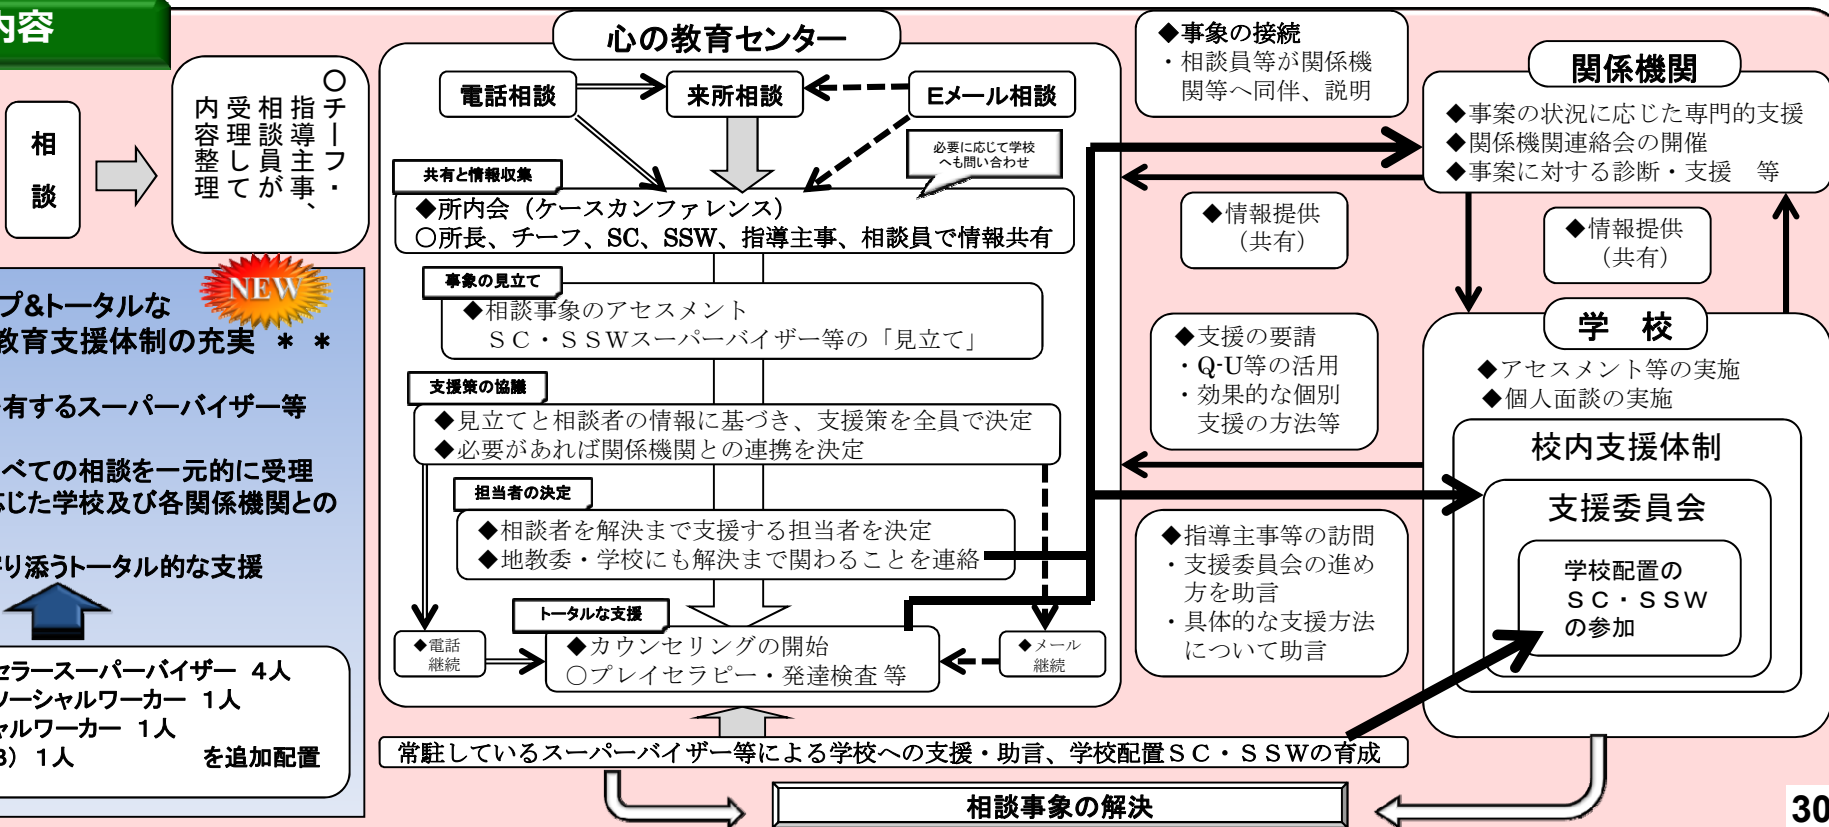 内容
相
談
〇チーフ・
指導主事、
相談員が
受理して
内容整理
NEW
プ&トータルな
教育支援体制の充実 ＊ ＊
有するスーパーバイザー等
べての相談を一元的に受理
じた学校及び各関係機関との
り添うトータル的な支援
セラースーパーバイザー ４人
ソーシャルワーカー １人
ャルワーカー １人
） １人
を追加配置
心の教育センター
電話相談
来所相談
Ｅメール相談
必要に応じて学校
へも問い合わせ
共有と情報収集
◆所内会（ケースカンファレンス）
〇所長、チーフ、SC、SSW、指導主事、相談員で情報共有
事象の見立て
◆相談事象のアセスメント
ＳＣ・ＳＳＷスーパーバイザー等の「見立て」
支援策の協議
◆見立てと相談者の情報に基づき、支援策を全員で決定
◆必要があれば関係機関との連携を決定
担当者の決定
◆相談者を解決まで支援する担当者を決定
◆地教委・学校にも解決まで関わることを連絡
トータルな支援
◆カウンセリングの開始
〇プレイセラピー・発達検査 等
◆電話
継続
◆メール
継続
◆事象の接続
・相談員等が関係機
関等へ同伴、説明
◆情報提供
（共有）
◆支援の要請
・Q-U等の活用
・効果的な個別
支援の方法等
◆指導主事等の訪問
・支援委員会の進め
方を助言
・具体的な支援方法
について助言
関係機関
◆事案の状況に応じた専門的支援
◆関係機関連絡会の開催
◆事案に対する診断・支援　等
◆情報提供
（共有）
学　校
◆アセスメント等の実施
◆個人面談の実施
校内支援体制
支援委員会
学校配置の
ＳＣ・ＳＳＷ
の参加
常駐しているスーパーバイザー等による学校への支援・助言、学校配置ＳＣ・ＳＳＷの育成
相談事象の解決
30